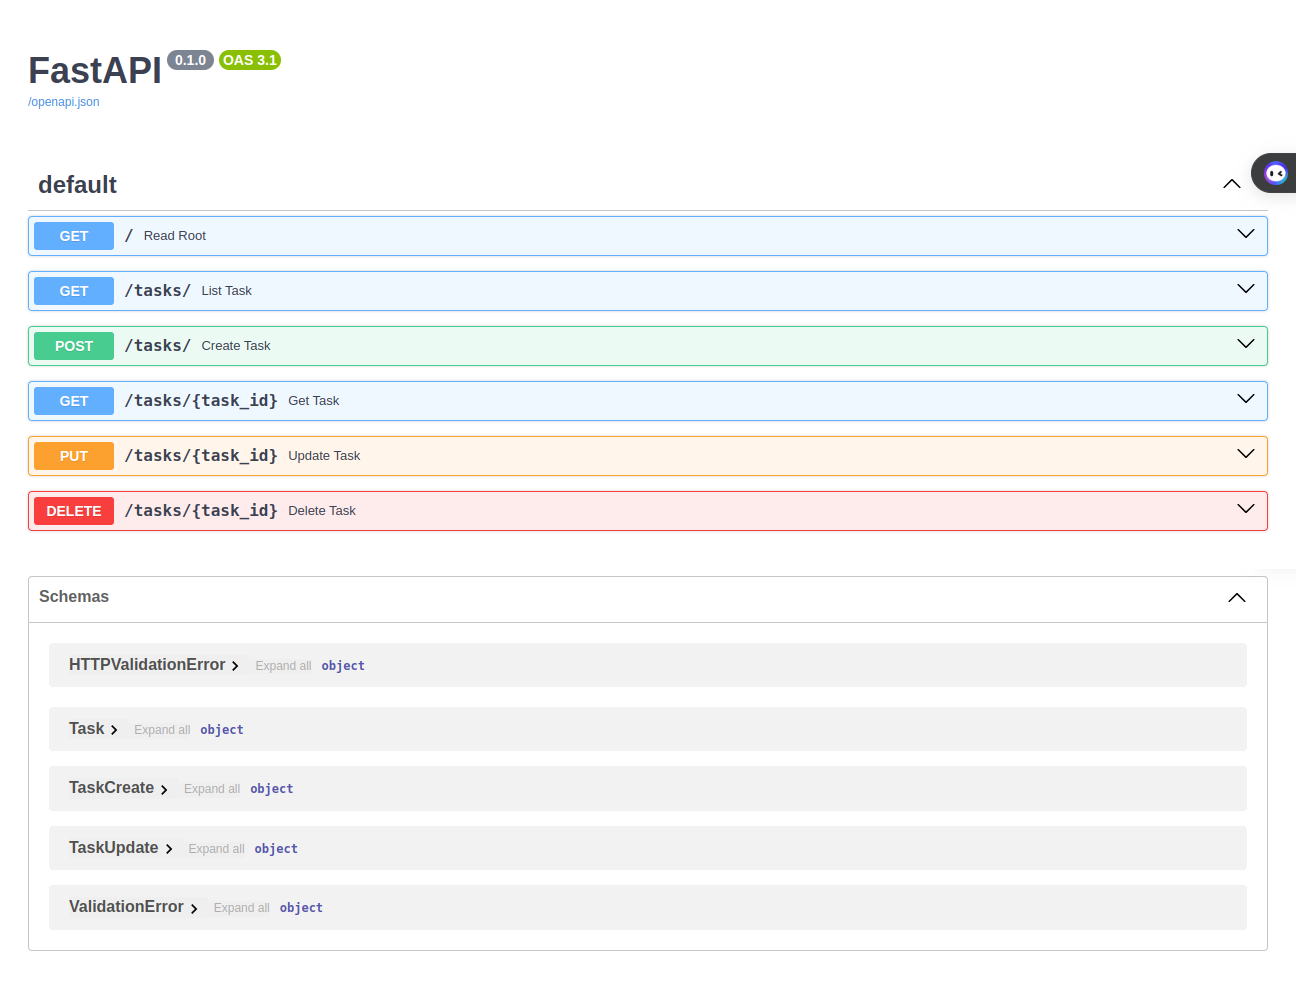 FastAPI 0.1.0 OAS 3.1
/openapi.json
default
GET / Read Root
GET /tasks/ List Task
POST /tasks/ Create Task
GET /tasks/{task_id} Get Task
PUT /tasks/{task_id} Update Task
DELETE /tasks/{task_id} Delete Task
Schemas
HTTPValidationError Expand all object
Task Expand all object
TaskCreate Expand all object
TaskUpdate Expand all object
ValidationError Expand all object